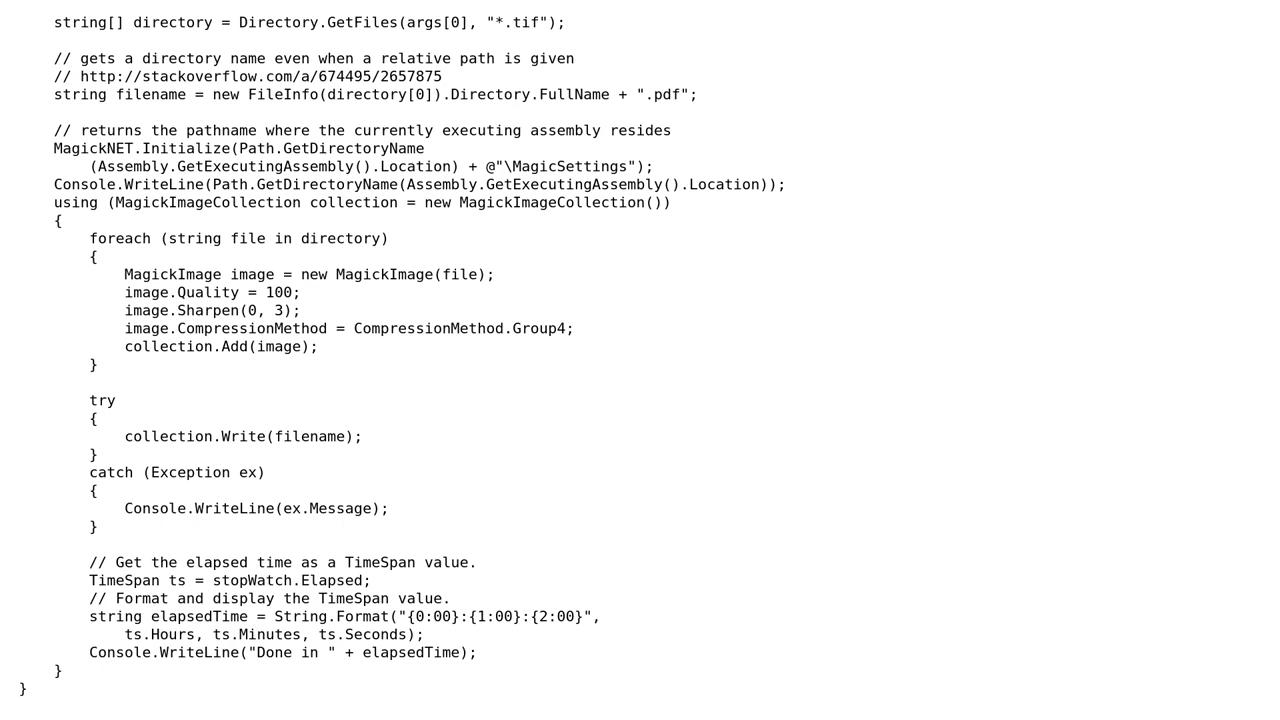 string[] directory = Directory.GetFiles(args[0], "*.tif");

// gets a directory name even when a relative path is given
// http://stackoverflow.com/a/674495/2657875
string filename = new FileInfo(directory[0]).Directory.FullName + ".pdf";

// returns the pathname where the currently executing assembly resides
MagickNET.Initialize(Path.GetDirectoryName
    (Assembly.GetExecutingAssembly().Location) + @"\MagicSettings");
Console.WriteLine(Path.GetDirectoryName(Assembly.GetExecutingAssembly().Location));
using (MagickImageCollection collection = new MagickImageCollection())
{
    foreach (string file in directory)
    {
        MagickImage image = new MagickImage(file);
        image.Quality = 100;
        image.Sharpen(0, 3);
        image.CompressionMethod = CompressionMethod.Group4;
        collection.Add(image);
    }

    try
    {
        collection.Write(filename);
    }
    catch (Exception ex)
    {
        Console.WriteLine(ex.Message);
    }

    // Get the elapsed time as a TimeSpan value.
    TimeSpan ts = stopWatch.Elapsed;
    // Format and display the TimeSpan value.
    string elapsedTime = String.Format("{0:00}:{1:00}:{2:00}",
        ts.Hours, ts.Minutes, ts.Seconds);
    Console.WriteLine("Done in " + elapsedTime);
}
}